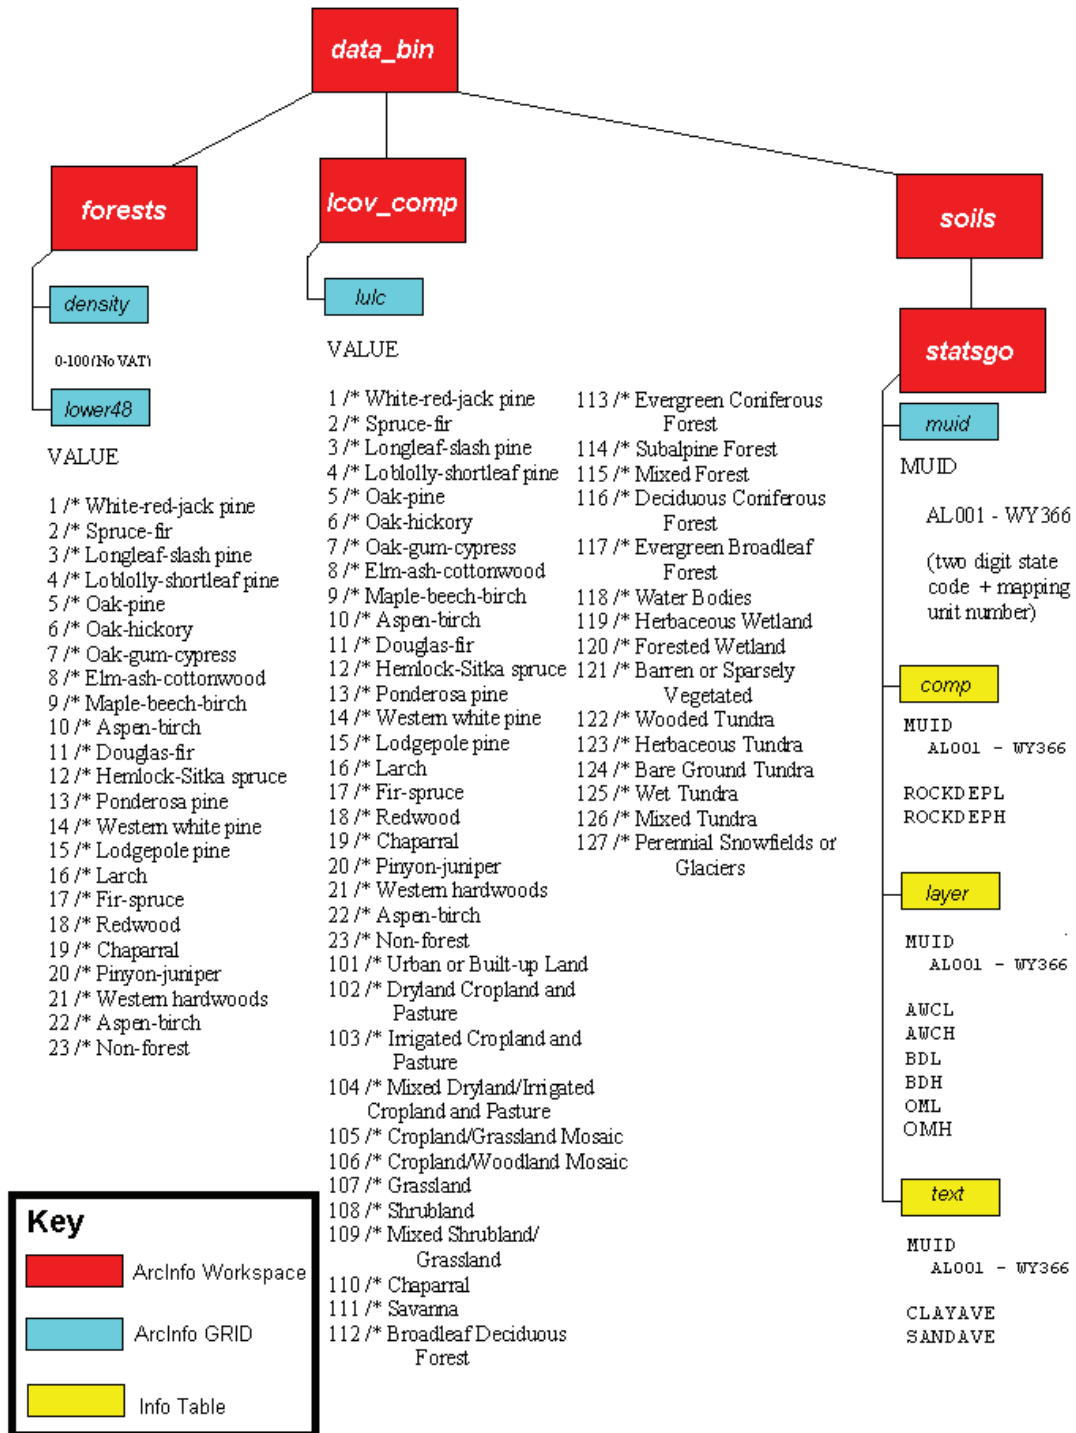 data_bin
forests
density
0-100 (No VAT)
lower48
VALUE
1 /* White-red-jack pine
2 /* Spruce-fir
3 /* Longleaf-slash pine
4 /* Loblolly-shortleaf pine
5 /* Oak-pine
6 /* Oak-hickory
7 /* Oak-gum-cypress
8 /* Elm-ash-cottonwood
9 /* Maple-beech-birch
10 /* Aspen-birch
11 /* Douglas-fir
12 /* Hemlock-Sitka spruce
13 /* Ponderosa pine
14 /* Western white pine
15 /* Lodgepole pine
16 /* Larch
17 /* Fir-spruce
18 /* Redwood
19 /* Chaparral
20 /* Pinyon-juniper
21 /* Western hardwoods
22 /* Aspen-birch
23 /* Non-forest
lcov_comp
lulc
VALUE
1 /* White-red-jack pine
2 /* Spruce-fir
3 /* Longleaf-slash pine
4 /* Loblolly-shortleaf pine
5 /* Oak-pine
6 /* Oak-hickory
7 /* Oak-gum-cypress
8 /* Elm-ash-cottonwood
9 /* Maple-beech-birch
10 /* Aspen-birch
11 /* Douglas-fir
12 /* Hemlock-Sitka spruce
13 /* Ponderosa pine
14 /* Western white pine
15 /* Lodgepole pine
16 /* Larch
17 /* Fir-spruce
18 /* Redwood
19 /* Chaparral
20 /* Pinyon-juniper
21 /* Western hardwoods
22 /* Aspen-birch
23 /* Non-forest
101 /* Urban or Built-up Land
102 /* Dryland Cropland and
Pasture
103 /* Irrigated Cropland and
Pasture
104 /* Mixed Dryland/Irrigated
Cropland and Pasture
105 /* Cropland/Grassland Mosaic
106 /* Cropland/Woodland Mosaic
107 /* Grassland
108 /* Shrubland
109 /* Mixed Shrubland/
Grassland
110 /* Chaparral
111 /* Savanna
112 /* Broadleaf Deciduous
Forest
113 /* Evergreen Coniferous
Forest
114 /* Subalpine Forest
115 /* Mixed Forest
116 /* Deciduous Coniferous
Forest
117 /* Evergreen Broadleaf
Forest
118 /* Water Bodies
119 /* Herbaceous Wetland
120 /* Forested Wetland
121 /* Barren or Sparsely
Vegetated
122 /* Wooded Tundra
123 /* Herbaceous Tundra
124 /* Bare Ground Tundra
125 /* Wet Tundra
126 /* Mixed Tundra
127 /* Perennial Snowfields or
Glaciers
soils
statsgo
muid
MUID
AL001 - WY366
(two digit state
code + mapping
unit number)
comp
MUID
AL001 - WY366
ROCKDEPL
ROCKDEPH
layer
MUID
AL001 - WY366
AWCL
AWCH
BDL
BDH
OML
OMH
text
MUID
AL001 - WY366
CLAYAVE
SANDAVE
Key
ArcInfo Workspace
ArcInfo GRID
Info Table